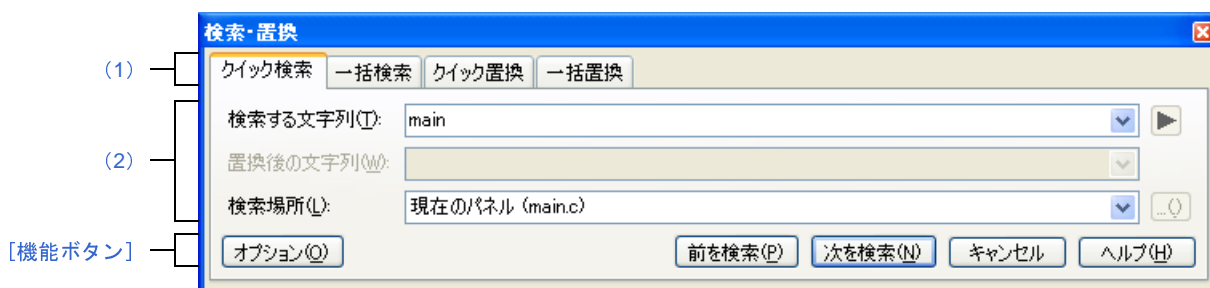 検索・置換
(1)
クイック検索 一括検索 クイック置換 一括置換
(2)
検索する文字列(T): main
置換後の文字列(W):
検索場所(L): 現在のパネル (main.c)
...()
[機能ボタン]
オプション(O) 前を検索(P) 次を検索(N) キャンセル ヘルプ(H)